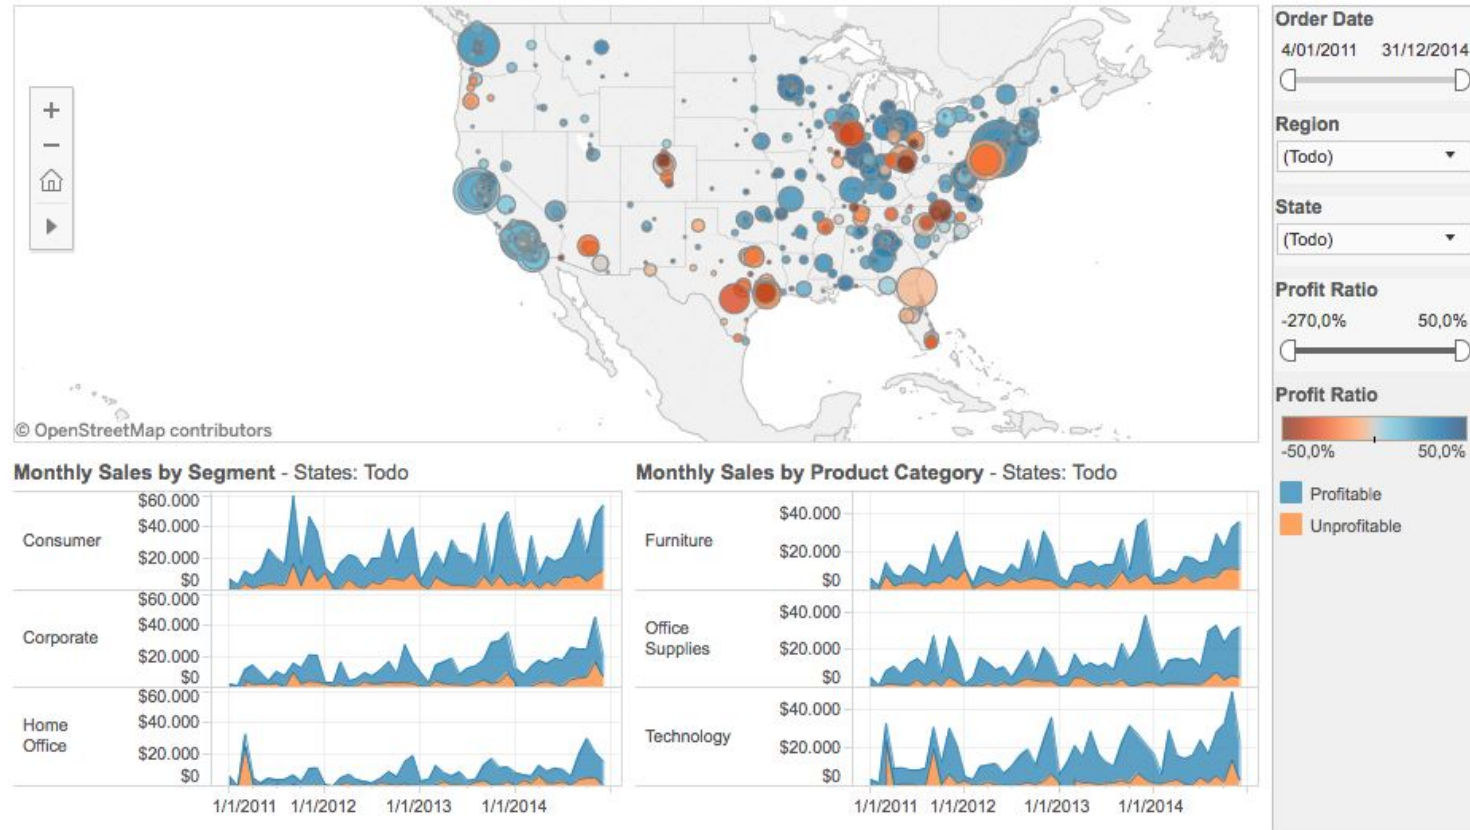 Order Date
4/01/2011 31/12/2014
Region
(Todo)
State
(Todo)
Profit Ratio
-270,0% 50,0%
Profit Ratio
-50,0% 50,0%
Profitable
Unprofitable
+
−
© OpenStreetMap contributors
Monthly Sales by Segment - States: Todo
Consumer
$60.000
$40.000
$20.000
$0
Corporate
$60.000
$40.000
$20.000
$0
Home
Office
$60.000
$40.000
$20.000
$0
1/1/2011 1/1/2012 1/1/2013 1/1/2014
Monthly Sales by Product Category - States: Todo
Furniture
$40.000
$20.000
$0
Office
Supplies
$40.000
$20.000
$0
Technology
$40.000
$20.000
$0
1/1/2011 1/1/2012 1/1/2013 1/1/2014